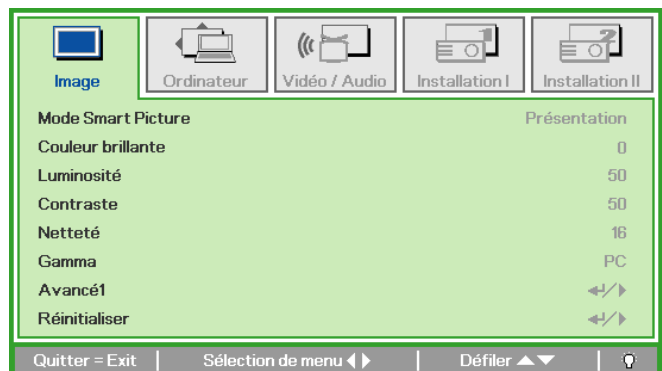 Image Ordinateur Vidéo / Audio Installation I Installation II
Mode Smart Picture Présentation
Couleur brillante 0
Luminosité 50
Contraste 50
Netteté 16
Gamma PC
Avancé1
Réinitialiser
Quitter = Exit Sélection de menu Défiler